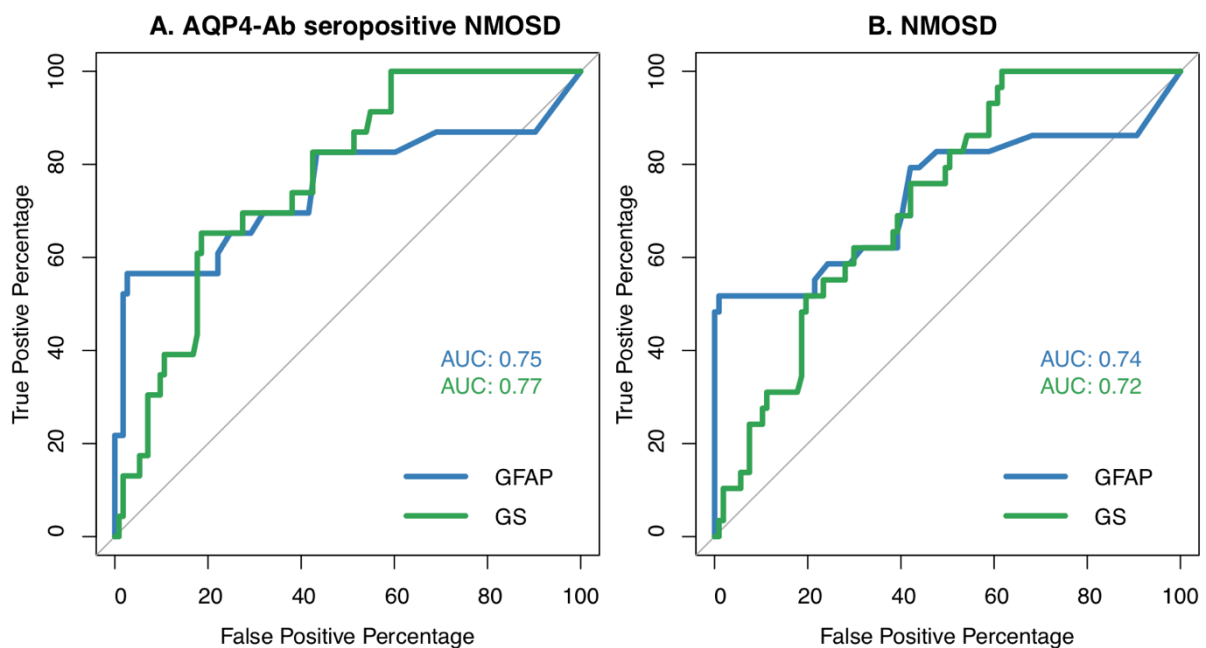 A. AQP4-Ab seropositive NMOSD
True Postive Percentage
100
80
60
40
20
0
AUC: 0.75
AUC: 0.77
GFAP
GS
0 20 40 60 80 100
False Positive Percentage
B. NMOSD
True Postive Percentage
100
80
60
40
20
0
AUC: 0.74
AUC: 0.72
GFAP
GS
0 20 40 60 80 100
False Positive Percentage